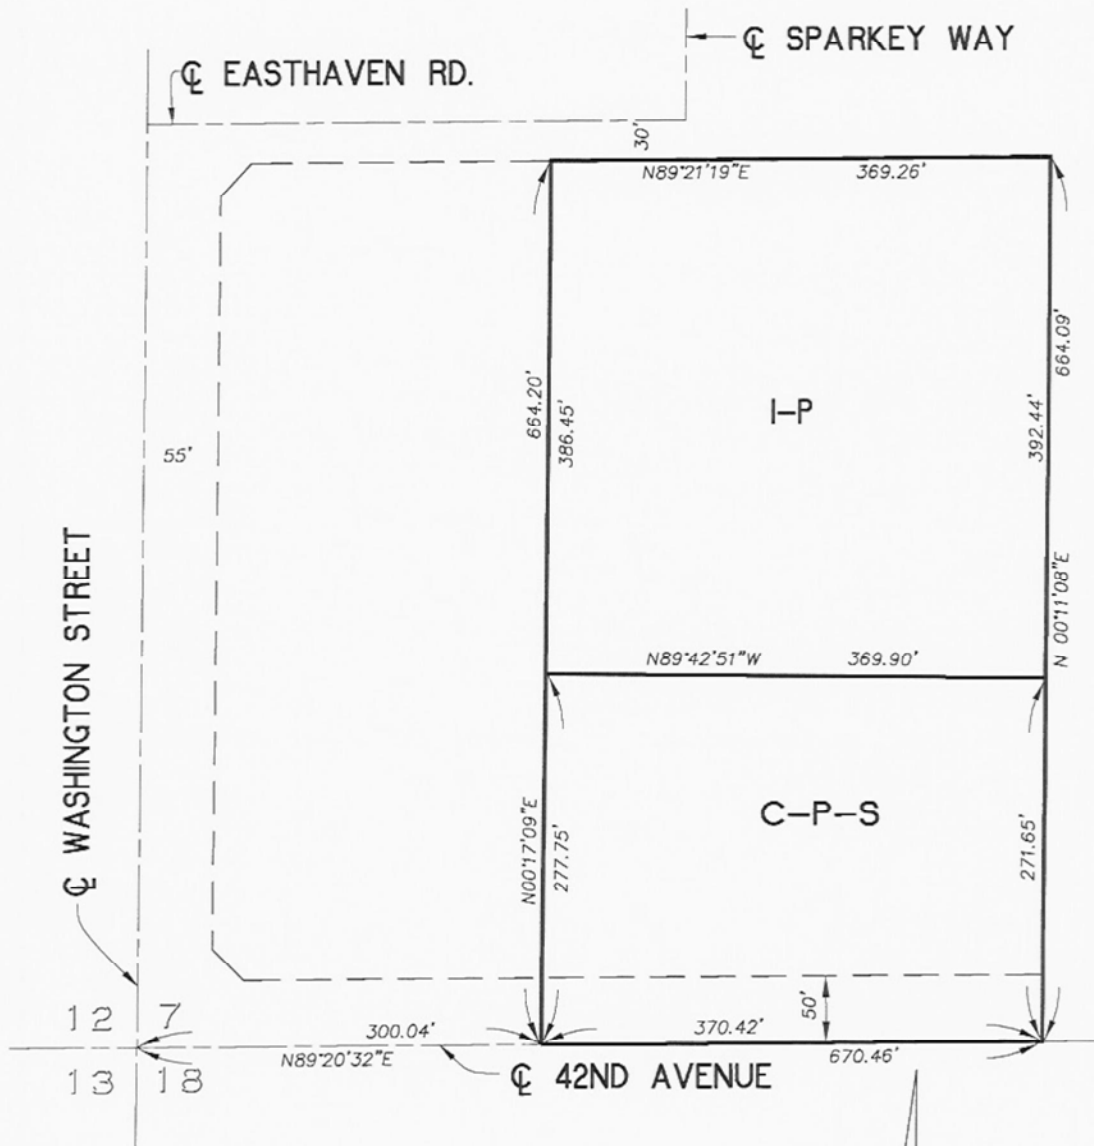 ℄ SPARKEY WAY
℄ EASTHAVEN RD.
30'
N89°21'19"E 369.26'
664.20'
386.45'
664.09'
392.44'
I-P
55'
N 00°11'08"E
℄ WASHINGTON STREET
N89°42'51"W 369.90'
C-P-S
N00°17'09"E
277.75'
271.65'
50'
12 7
300.04'
370.42'
N89°20'32"E
670.46'
13 18
℄ 42ND AVENUE